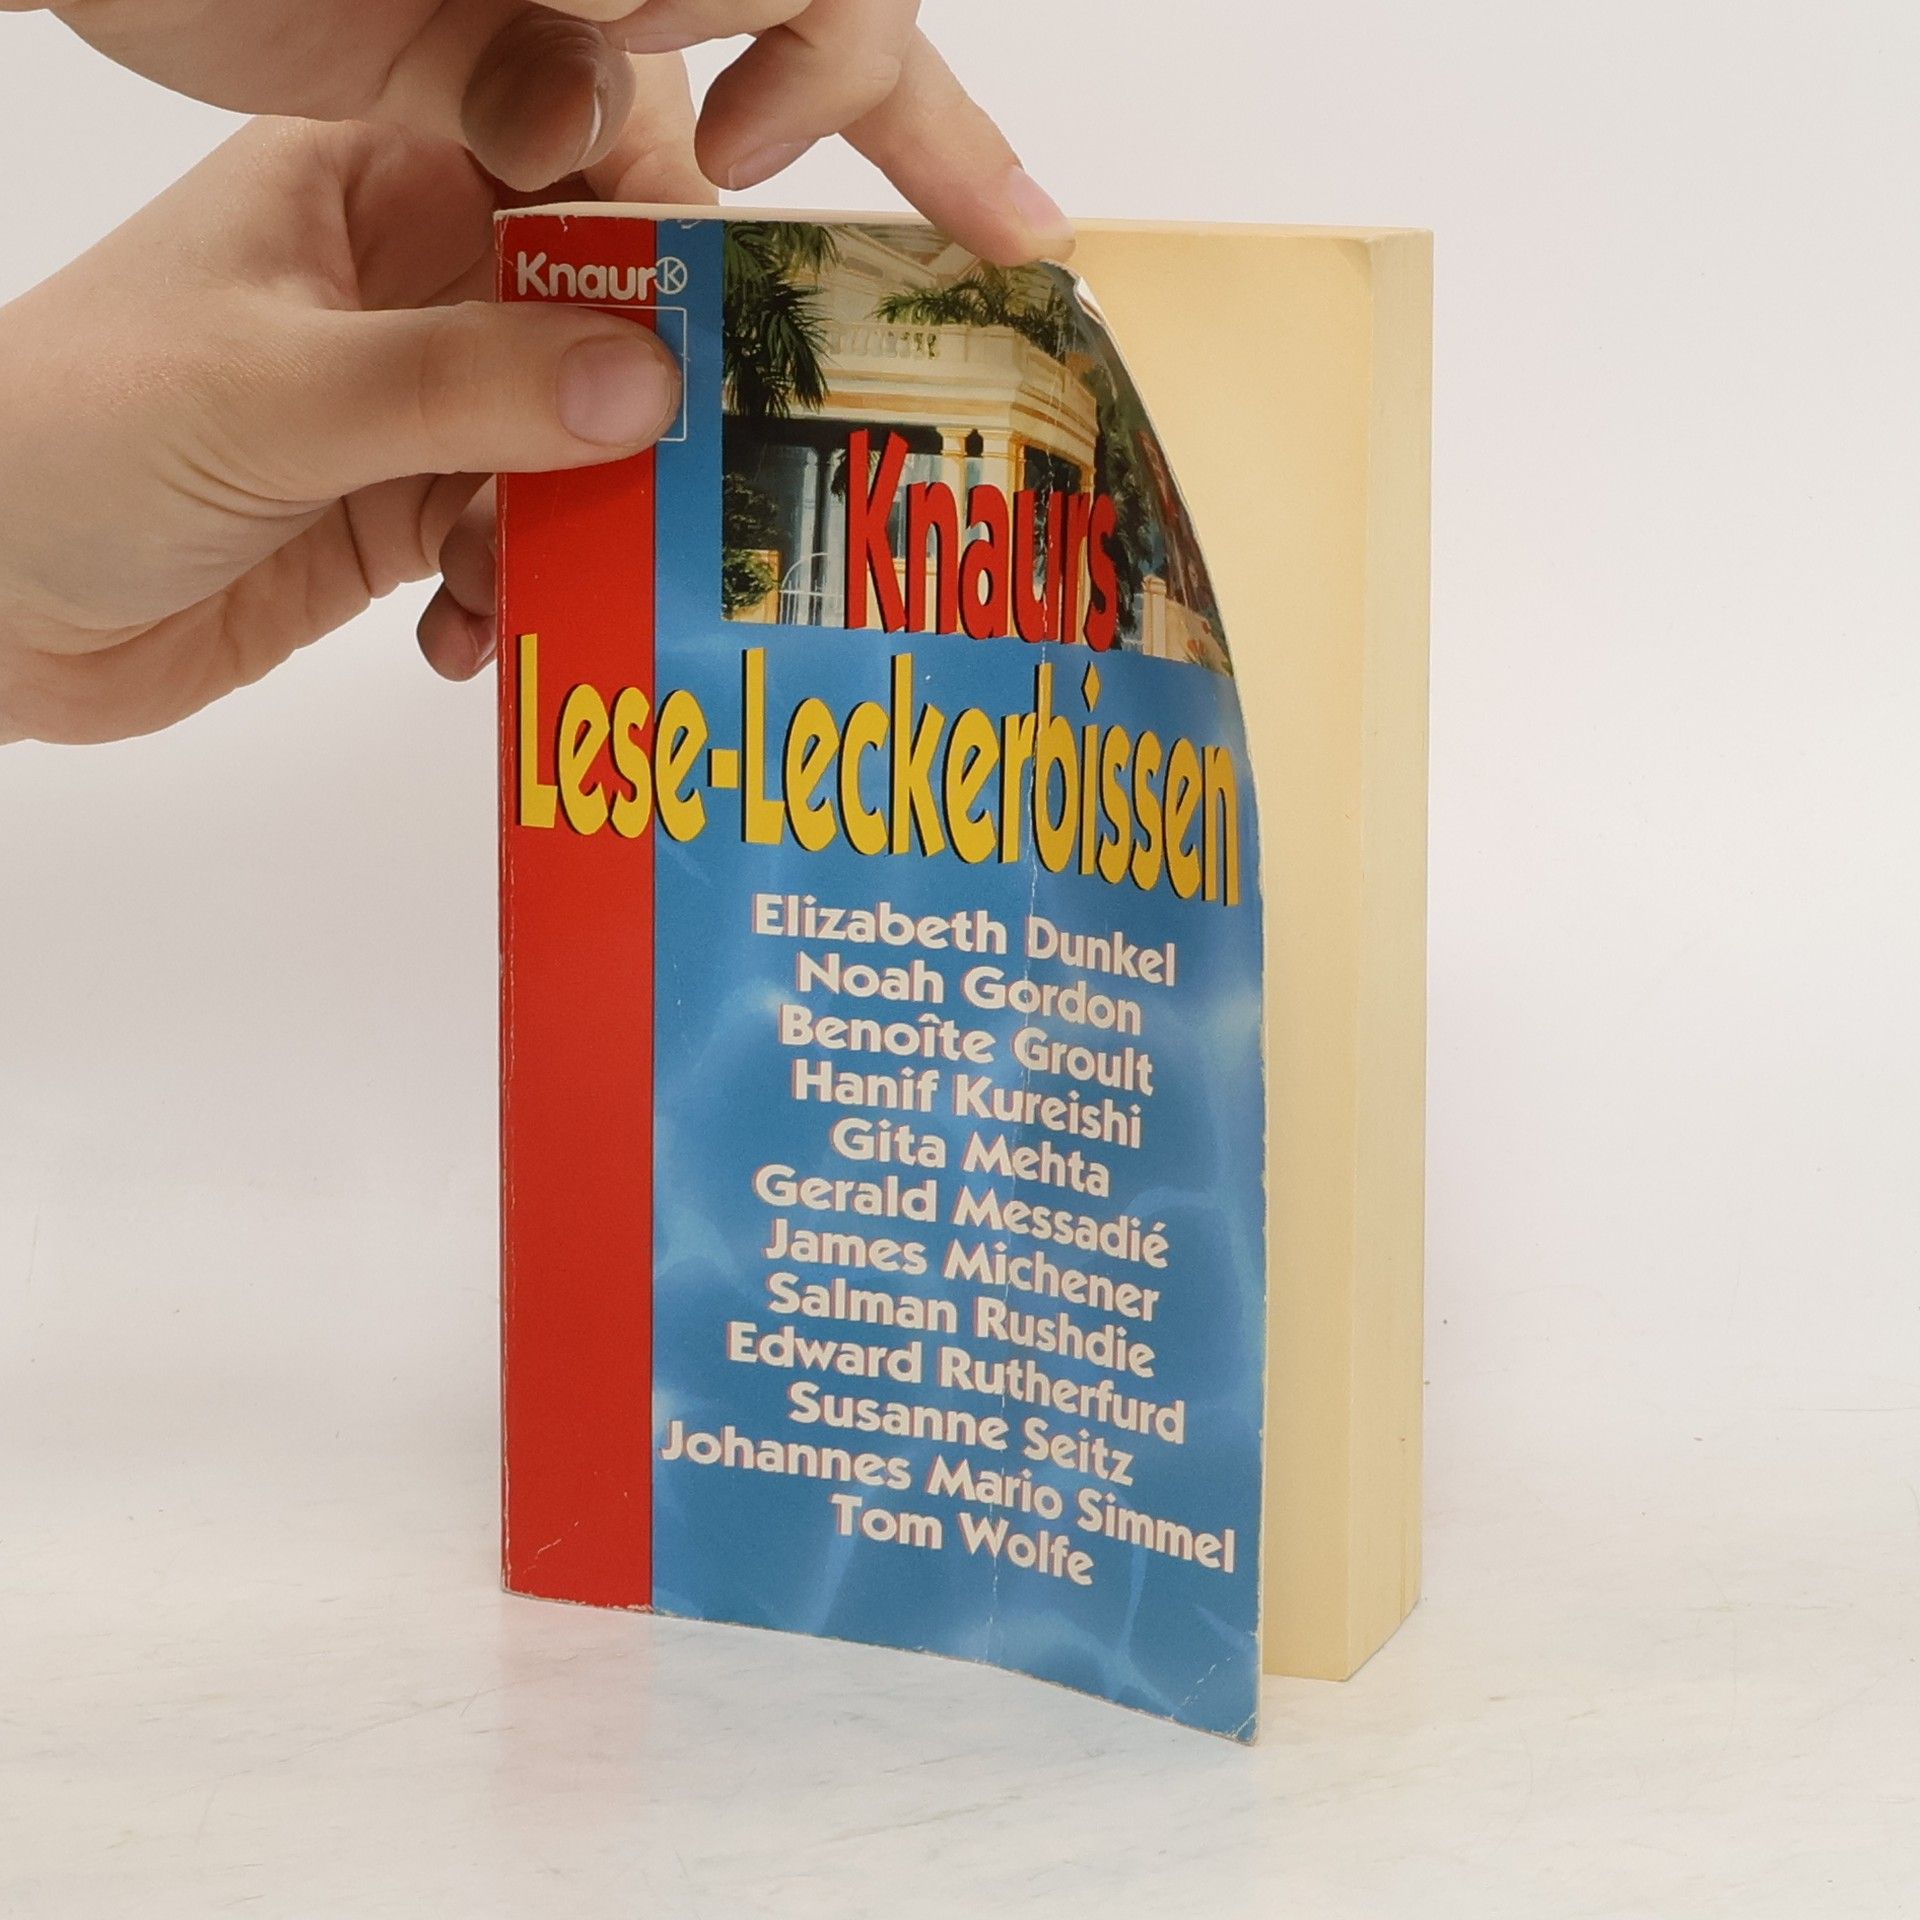 Knaur
Knaurs
Lese-Leckerbissen
Elizabeth Dunkel
Noah Gordon
Benoîte Groult
Hanif Kureishi
Gita Mehta
Gerald Messadié
James Michener
Salman Rushdie
Edward Rutherfurd
Susanne Seitz
Johannes Mario Simmel
Tom Wolfe